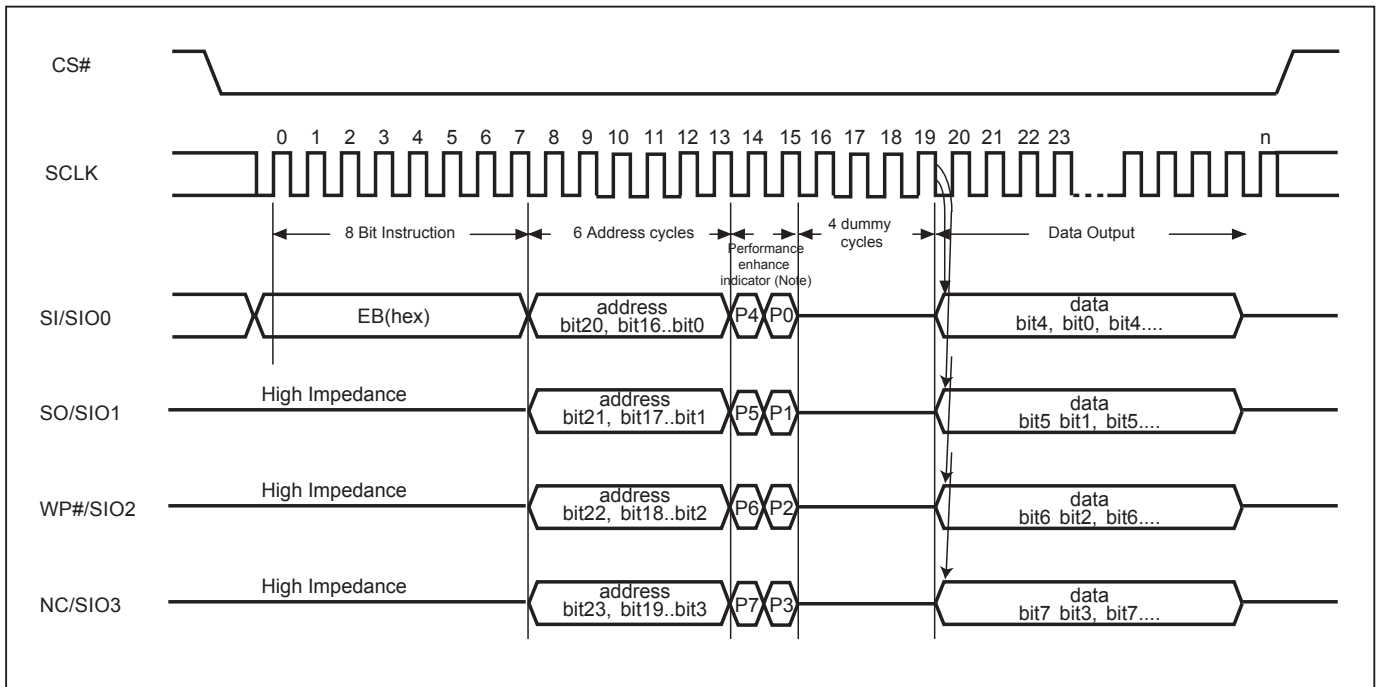 CS#
0 1 2 3 4 5 6 7 8 9 10 11 12 13 14 15 16 17 18 19 20 21 22 23 n
SCLK
8 Bit Instruction
6 Address cycles
Performance
enhance
indicator (Note)
4 dummy
cycles
Data Output
SI/SIO0
EB(hex)
address
bit20, bit16..bit0
P4 P0
data
bit4, bit0, bit4....
SO/SIO1
High Impedance
address
bit21, bit17..bit1
P5 P1
data
bit5 bit1, bit5....
WP#/SIO2
High Impedance
address
bit22, bit18..bit2
P6 P2
data
bit6 bit2, bit6....
NC/SIO3
High Impedance
address
bit23, bit19..bit3
P7 P3
data
bit7 bit3, bit7....